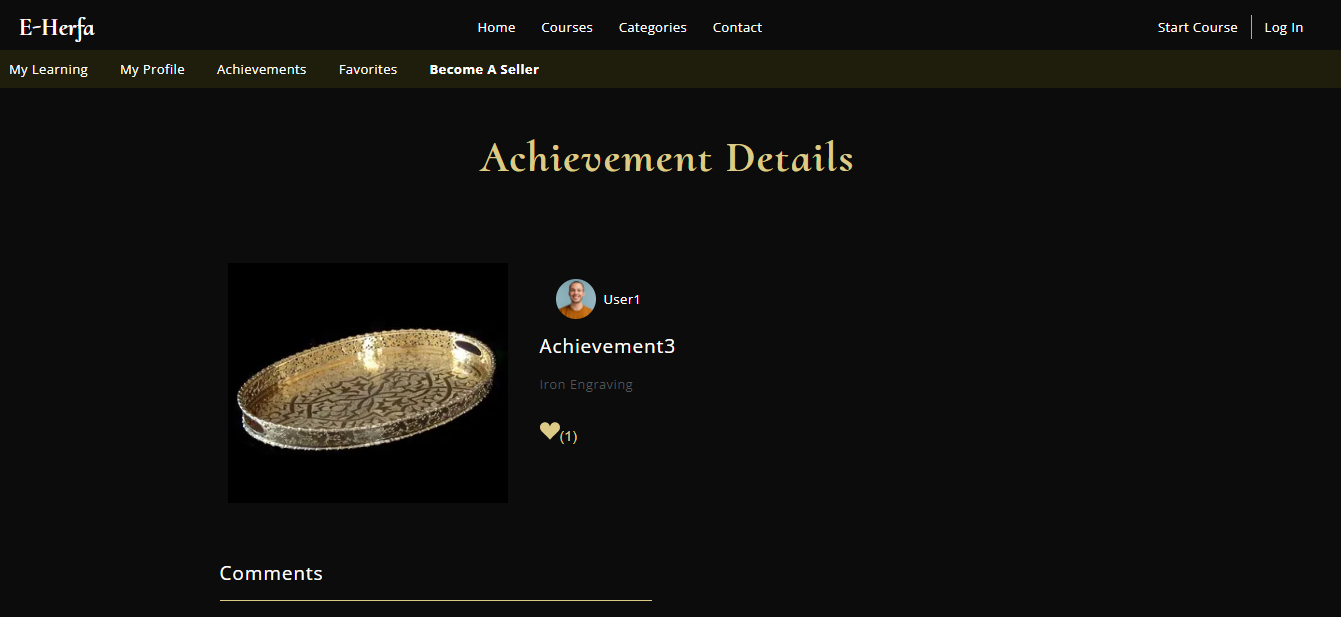 E-Herfa Home Courses Categories Contact Start Course Log In
My Learning My Profile Achievements Favorites Become A Seller
Achievement Details
User1
Achievement3
Iron Engraving
(1)
Comments